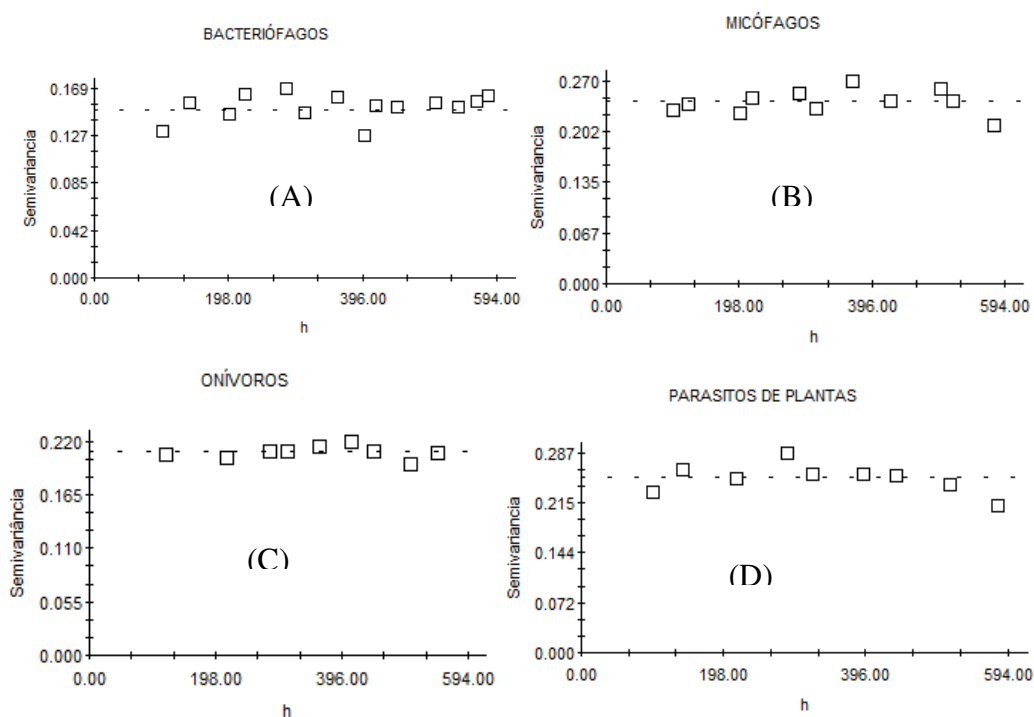 BACTERIÓFAGOS
Semivariancia
0.169
0.127
0.085
0.042
0.000
(A)
0.00 198.00 396.00 594.00
h
MICÓFAGOS
Semivariancia
0.270
0.202
0.135
0.067
0.000
(B)
0.00 198.00 396.00 594.00
h
ONÍVOROS
Semivariância
0.220
0.165
0.110
0.055
0.000
(C)
0.00 198.00 396.00 594.00
h
PARASITOS DE PLANTAS
Semivariancia
0.287
0.215
0.144
0.072
0.000
(D)
0.00 198.00 396.00 594.00
h